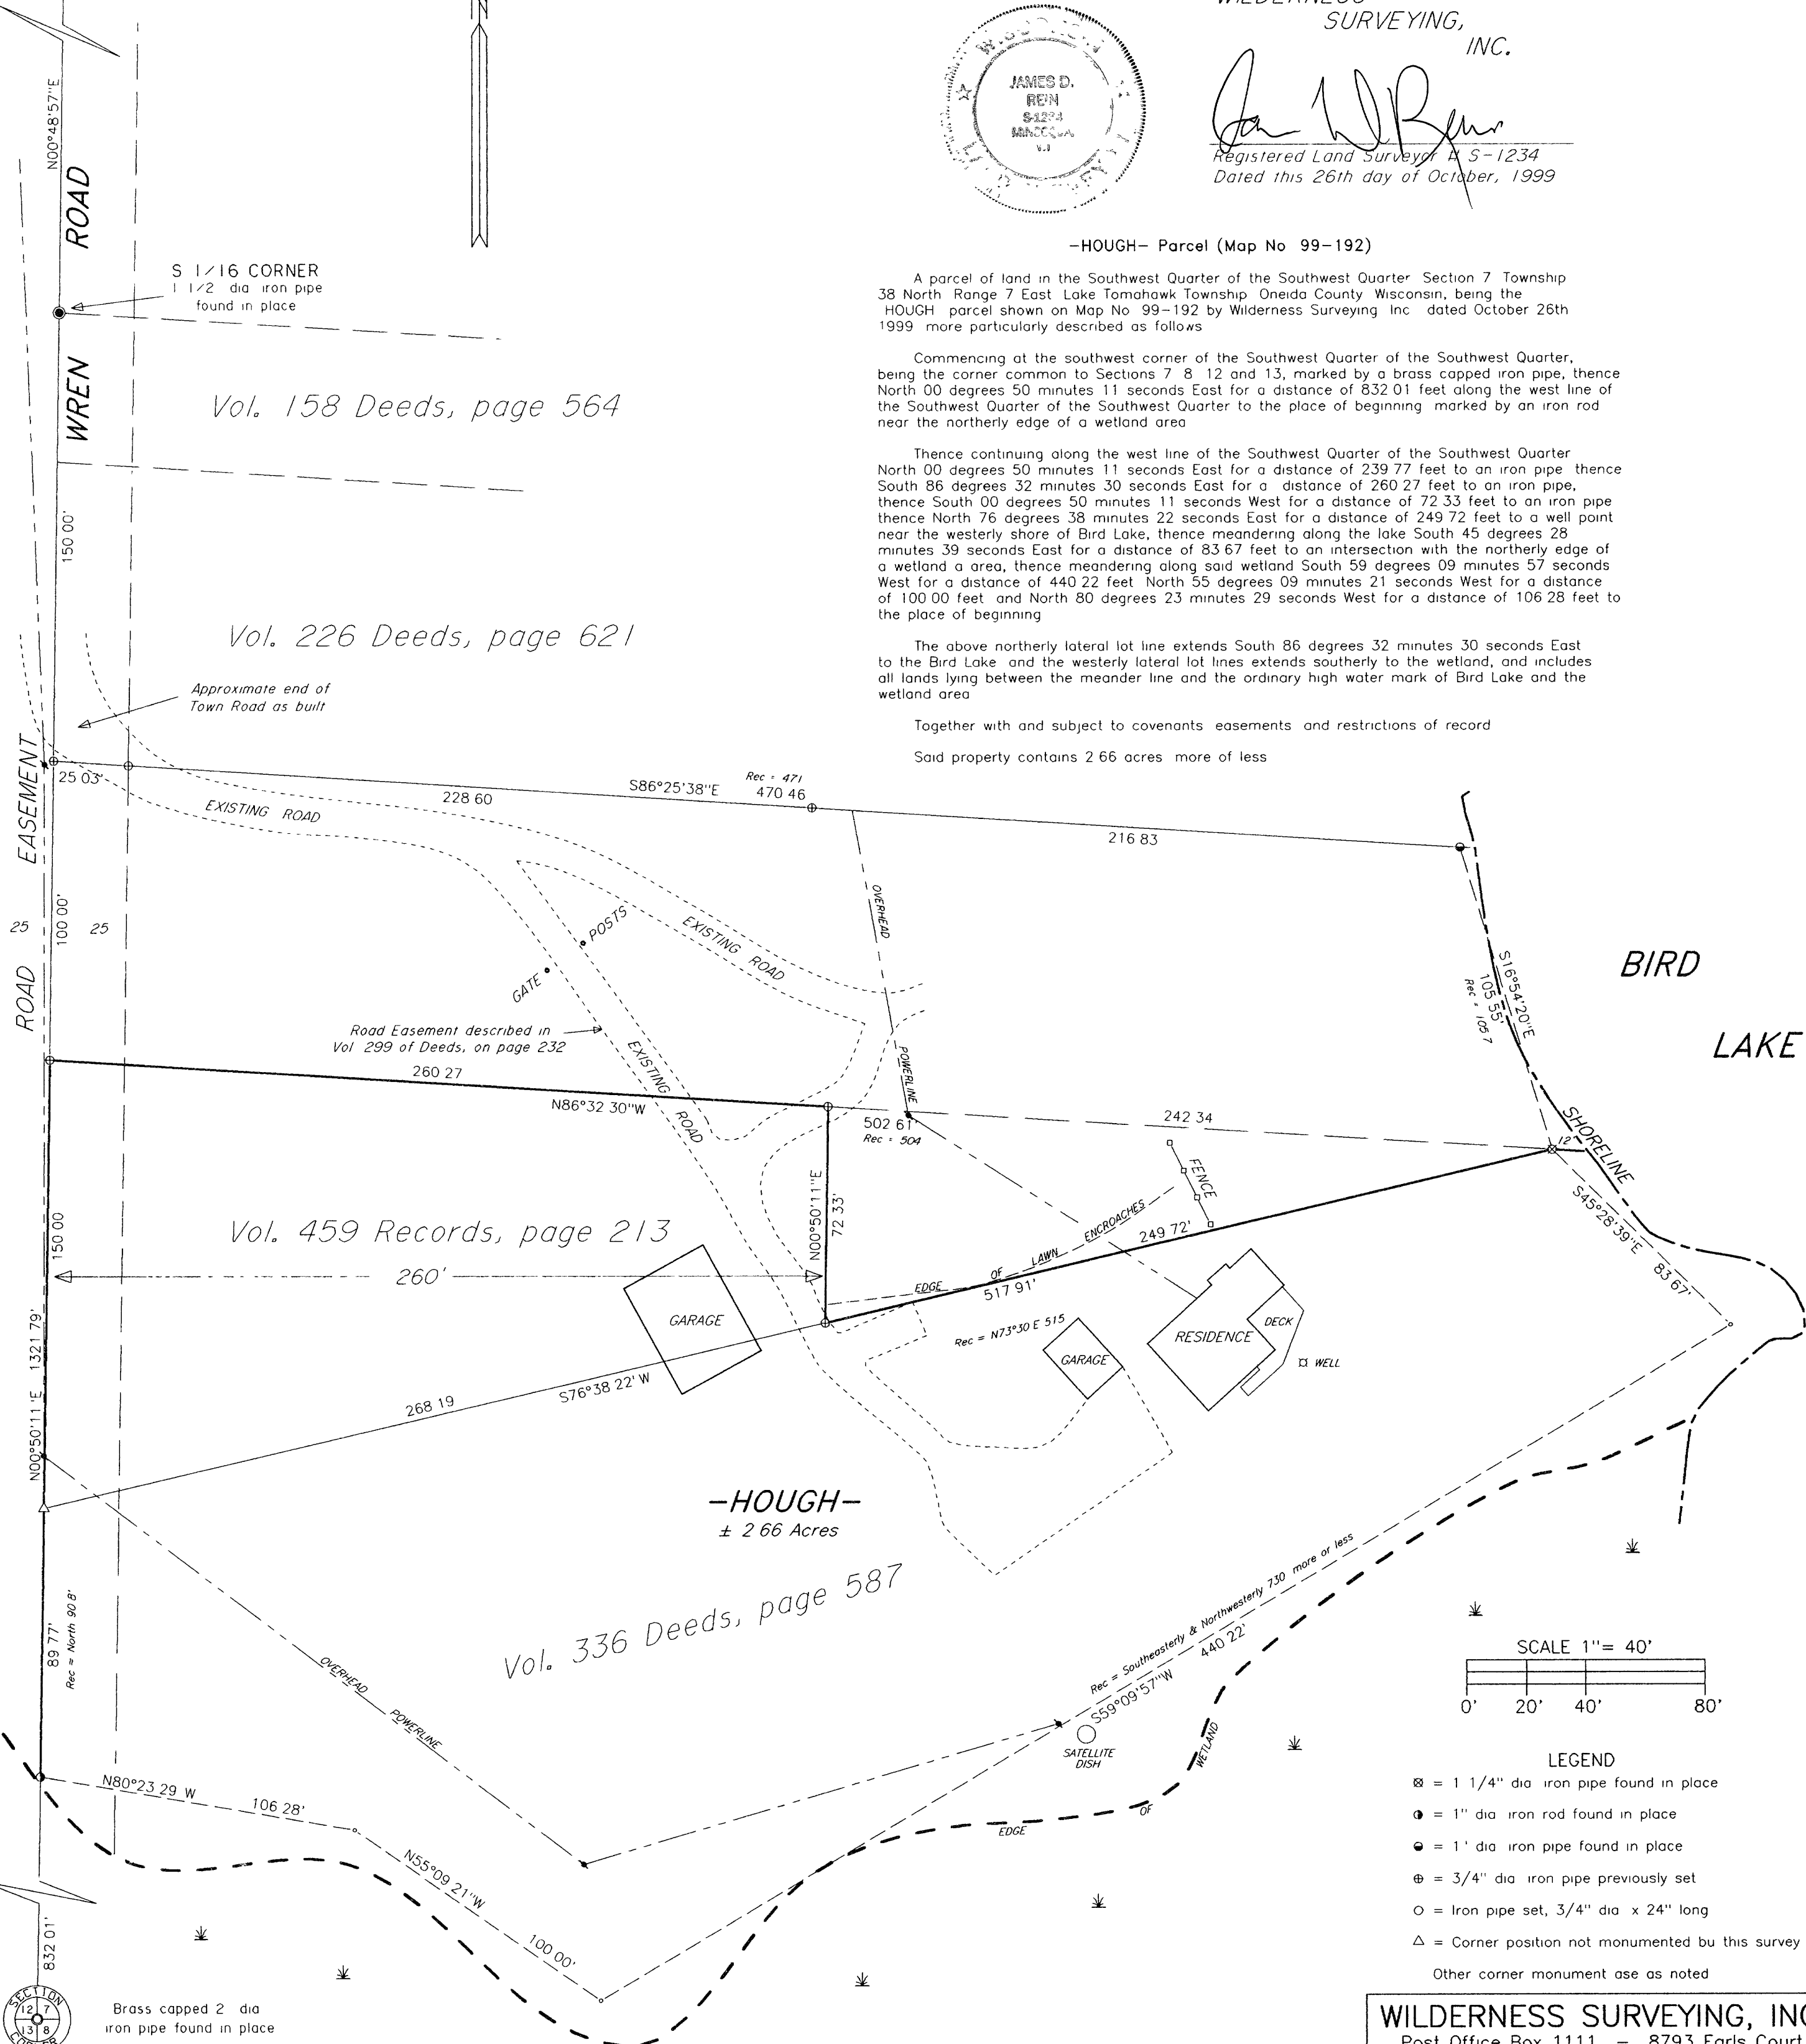 SURVEYING,
INC.
JAMES D.
REIN
S-1234
Registered Land Surveyor # S-1234
Dated this 26th day of October, 1999
-HOUGH- Parcel (Map No 99-192)
A parcel of land in the Southwest Quarter of the Southwest Quarter Section 7 Township
38 North Range 7 East Lake Tomahawk Township Oneida County Wisconsin, being the
HOUGH parcel shown on Map No 99-192 by Wilderness Surveying Inc dated October 26th
1999 more particularly described as follows
Commencing at the southwest corner of the Southwest Quarter of the Southwest Quarter,
being the corner common to Sections 7 8 12 and 13, marked by a brass capped iron pipe, thence
North 00 degrees 50 minutes 11 seconds East for a distance of 832 01 feet along the west line of
the Southwest Quarter of the Southwest Quarter to the place of beginning marked by an iron rod
near the northerly edge of a wetland area
Thence continuing along the west line of the Southwest Quarter of the Southwest Quarter
North 00 degrees 50 minutes 11 seconds East for a distance of 239 77 feet to an iron pipe thence
South 86 degrees 32 minutes 30 seconds East for a distance of 260 27 feet to an iron pipe,
thence South 00 degrees 50 minutes 11 seconds West for a distance of 72 33 feet to an iron pipe
thence North 76 degrees 38 minutes 22 seconds East for a distance of 249 72 feet to a well point
near the westerly shore of Bird Lake, thence meandering along the lake South 45 degrees 28
minutes 39 seconds East for a distance of 83 67 feet to an intersection with the northerly edge of
a wetland a area, thence meandering along said wetland South 59 degrees 09 minutes 57 seconds
West for a distance of 440 22 feet North 55 degrees 09 minutes 21 seconds West for a distance
of 100 00 feet and North 80 degrees 23 minutes 29 seconds West for a distance of 106 28 feet to
the place of beginning
The above northerly lateral lot line extends South 86 degrees 32 minutes 30 seconds East
to the Bird Lake and the westerly lateral lot lines extends southerly to the wetland, and includes
all lands lying between the meander line and the ordinary high water mark of Bird Lake and the
wetland area
Together with and subject to covenants easements and restrictions of record
Said property contains 2 66 acres more of less
N00°48'57"E
WREN ROAD
S 1/16 CORNER
1 1/2 dia iron pipe
found in place
Vol. 158 Deeds, page 564
150 00'
Vol. 226 Deeds, page 621
Approximate end of
Town Road as built
ROAD EASEMENT
25 03'
EXISTING ROAD
228 60
S86°25'38"E
Rec = 471
470 46
216 83
25
100 00'
25
GATE
POSTS
EXISTING ROAD
OVERHEAD
POWERLINE
BIRD
LAKE
S16°54'20"E
105 55'
Rec = 105 7
Road Easement described in
Vol 299 of Deeds, on page 232
EXISTING ROAD
260 27
N86°32 30"W
502 61'
Rec = 504
242 34
12'
SHORELINE
FENCE
S45°28'39"E
83 67'
Vol. 459 Records, page 213
150 00
260'
N00°50'11"E
72 33'
EDGE OF LAWN ENCROACHES
249 72'
517 91'
Rec = N73°30 E 515
GARAGE
GARAGE
RESIDENCE
DECK
WELL
N00°50'11'E 1321 79'
268 19
S76°38 22' W
-HOUGH-
± 2 66 Acres
Vol. 336 Deeds, page 587
89 77'
Rec = North 90 8'
OVERHEAD
POWERLINE
Rec = Southeasterly & Northwesterly 730 more or less
440 22'
S59°09'57"W
SATELLITE
DISH
EDGE OF WETLAND
N80°23 29 W
106 28'
N55°09 21"W
100 00'
832 01'
SECTION
12 7
13 8
CORNER
Brass capped 2 dia
iron pipe found in place
SCALE 1"= 40'
0' 20' 40' 80'
LEGEND
= 1 1/4" dia iron pipe found in place
= 1" dia iron rod found in place
= 1' dia iron pipe found in place
= 3/4" dia iron pipe previously set
= Iron pipe set, 3/4" dia x 24" long
= Corner position not monumented bu this survey
Other corner monument ase as noted
WILDERNESS SURVEYING, INC
Post Office Box 1111 - 8793 Earls Court